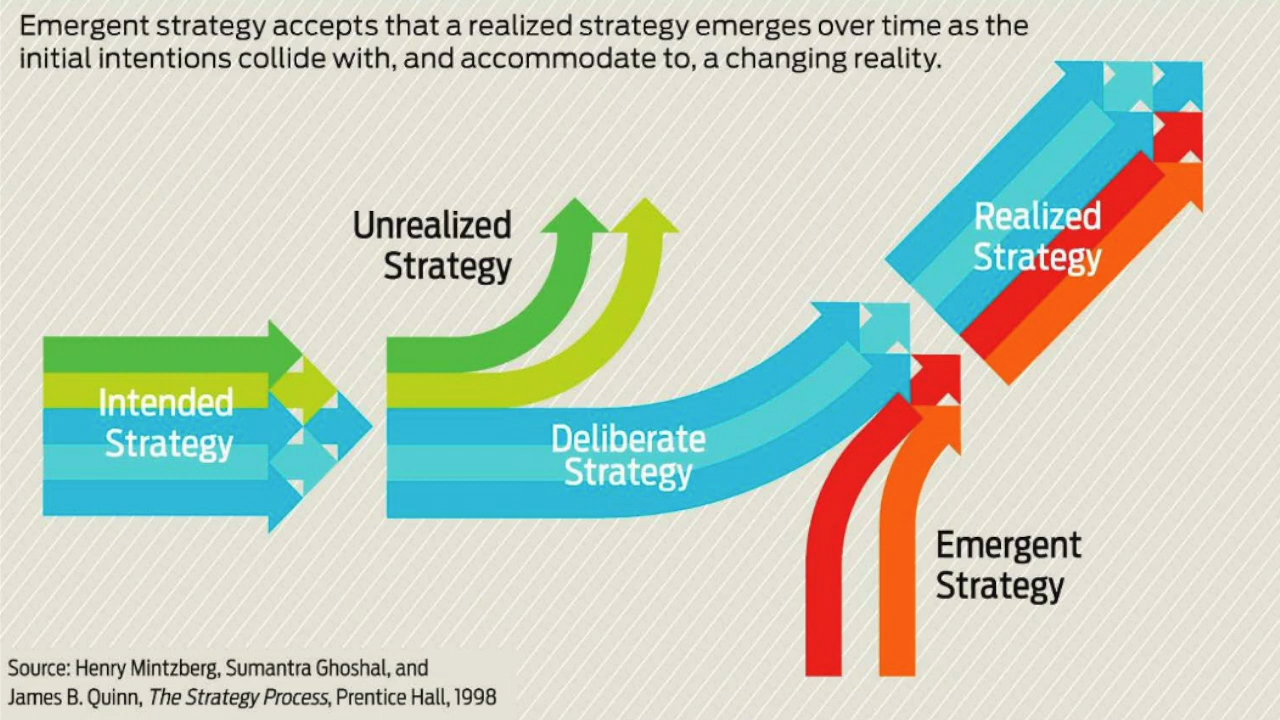 Emergent strategy accepts that a realized strategy emerges over time as the
initial intentions collide with, and accommodate to, a changing reality.
Unrealized
Strategy
Realized
Strategy
Intended
Strategy
Deliberate
Strategy
Emergent
Strategy
Source: Henry Mintzberg, Sumantra Ghoshal, and
James B. Quinn, The Strategy Process, Prentice Hall, 1998